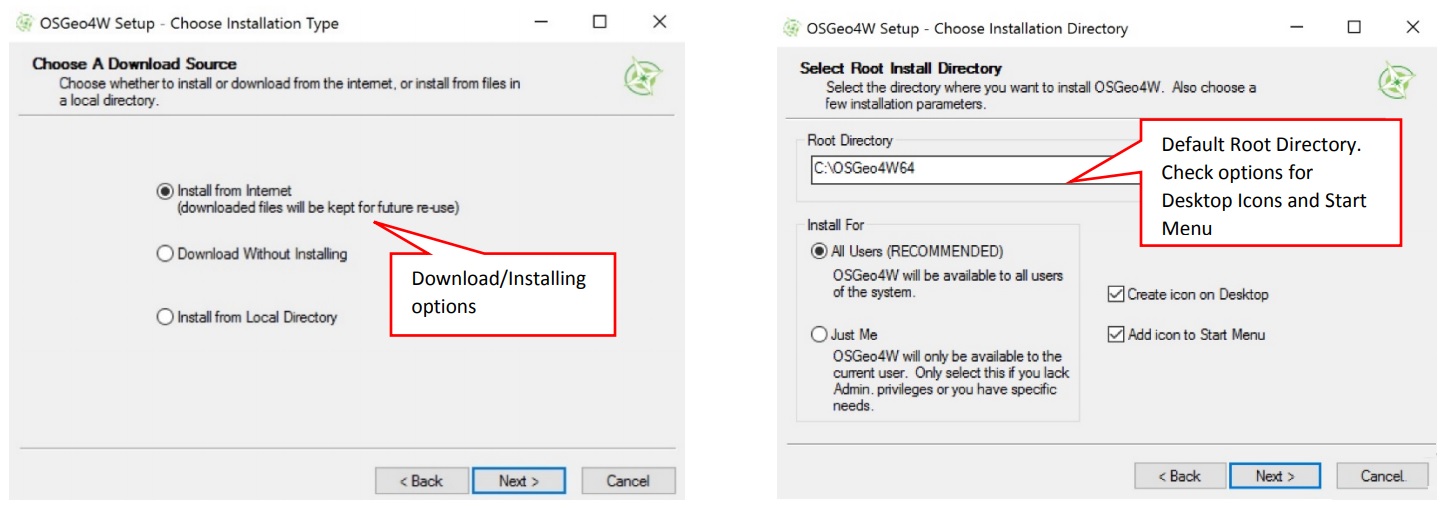 OSGeo4W Setup - Choose Installation Type
Choose A Download Source
Choose whether to install or download from the internet, or install from files in
a local directory.
Install from Internet
(downloaded files will be kept for future re-use)
Download Without Installing
Install from Local Directory
Download/Installing
options
< Back
Next >
Cancel
OSGeo4W Setup - Choose Installation Directory
Select Root Install Directory
Select the directory where you want to install OSGeo4W. Also choose a
few installation parameters.
Root Directory
C:\OSGeo4W64
Default Root Directory.
Check options for
Desktop Icons and Start
Menu
Install For
All Users (RECOMMENDED)
OSGeo4W will be available to all users
of the system.
Just Me
OSGeo4W will only be available to the
current user. Only select this if you lack
Admin. privileges or you have specific
needs.
Create icon on Desktop
Add icon to Start Menu
< Back
Next >
Cancel